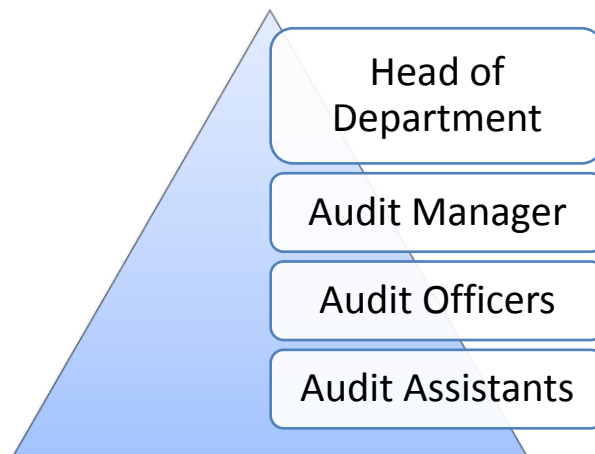 Head of
Department
Audit Manager
Audit Officers
Audit Assistants